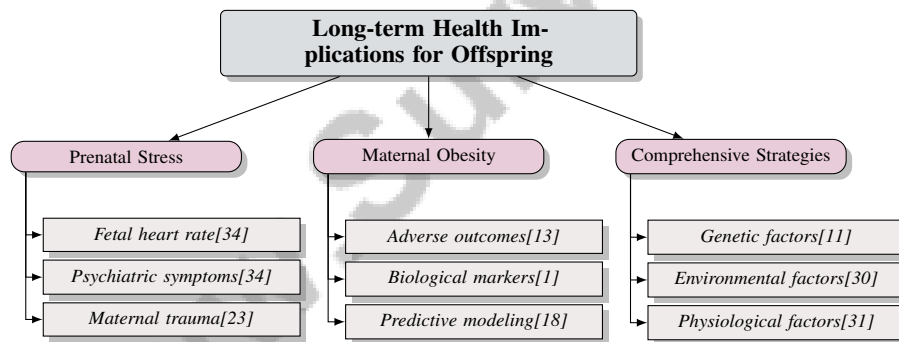 Long-term Health Im-
plications for Offspring
Prenatal Stress
Maternal Obesity
Comprehensive Strategies
Fetal heart rate[34]
Psychiatric symptoms[34]
Maternal trauma[23]
Adverse outcomes[13]
Biological markers[1]
Predictive modeling[18]
Genetic factors[11]
Environmental factors[30]
Physiological factors[31]